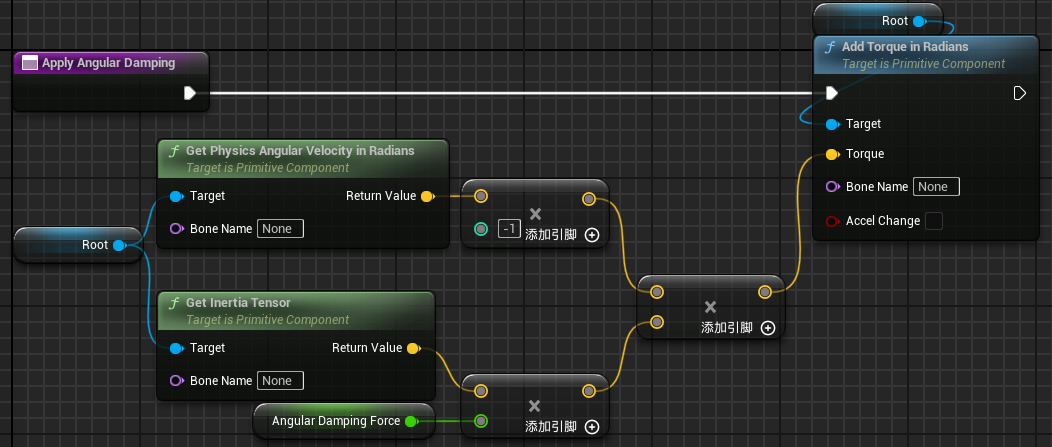 Root
Add Torque in Radians
Target is Primitive Component
Apply Angular Damping
Target
Torque
Bone Name None
Accel Change
Get Physics Angular Velocity in Radians
Target is Primitive Component
Target Return Value
Bone Name None
-1 添加引脚
Root
Get Inertia Tensor
Target is Primitive Component
Target Return Value
Bone Name None
添加引脚
Angular Damping Force
添加引脚